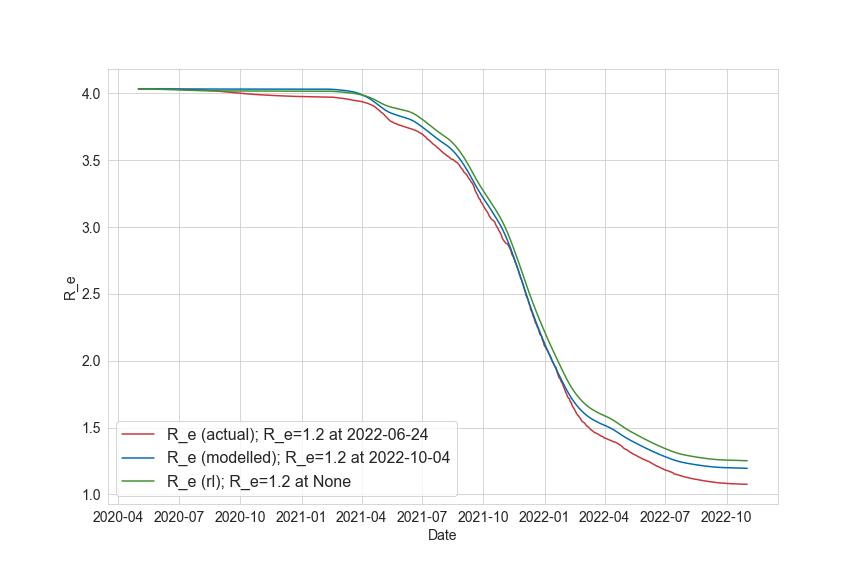 4.0
3.5
3.0
2.5
2.0
1.5
1.0
R_e
R_e (actual); R_e=1.2 at 2022-06-24
R_e (modelled); R_e=1.2 at 2022-10-04
R_e (rl); R_e=1.2 at None
2020-04 2020-07 2020-10 2021-01 2021-04 2021-07 2021-10 2022-01 2022-04 2022-07 2022-10
Date